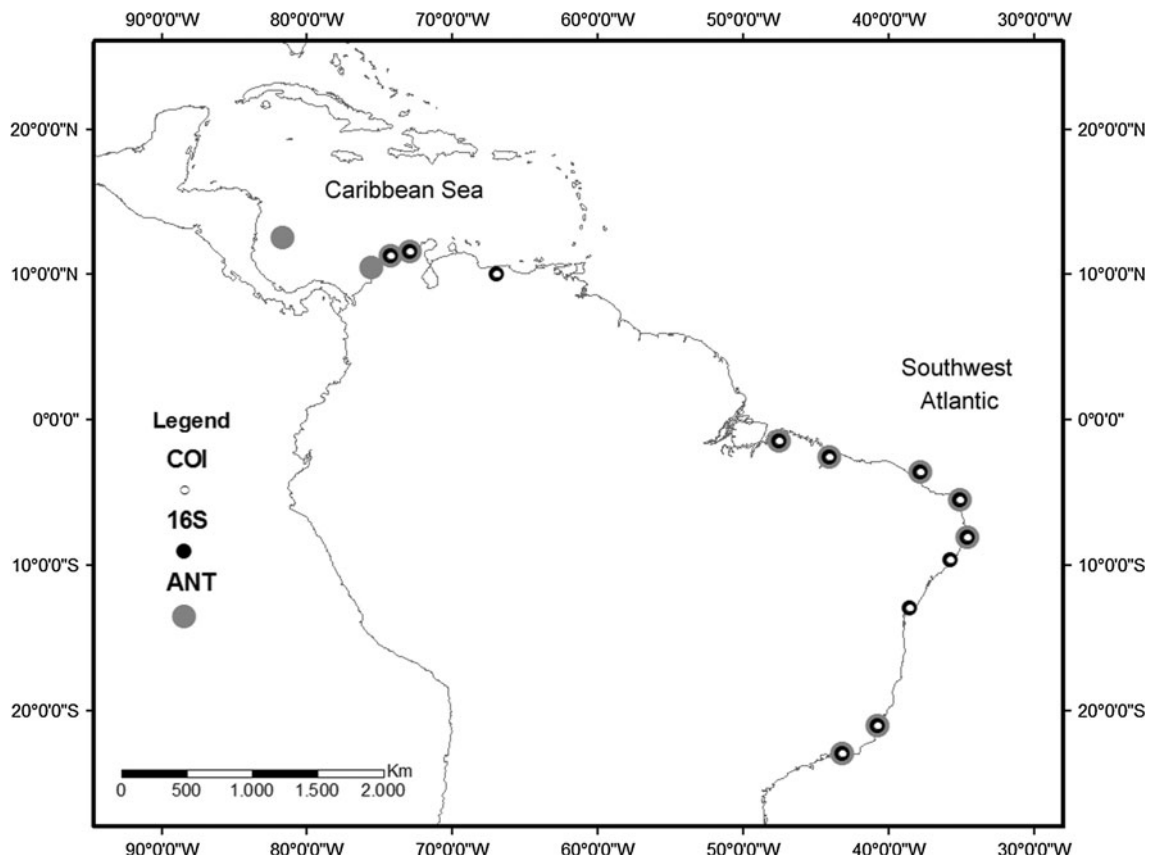 90°0'0"W 80°0'0"W 70°0'0"W 60°0'0"W 50°0'0"W 40°0'0"W 30°0'0"W
20°0'0"N 20°0'0"N
Caribbean Sea
10°0'0"N 10°0'0"N
Southwest
Atlantic
0°0'0" 0°0'0"
Legend
COI
16S
ANT
10°0'0"S 10°0'0"S
20°0'0"S 20°0'0"S
Km
0 500 1.000 1.500 2.000
90°0'0"W 80°0'0"W 70°0'0"W 60°0'0"W 50°0'0"W 40°0'0"W 30°0'0"W